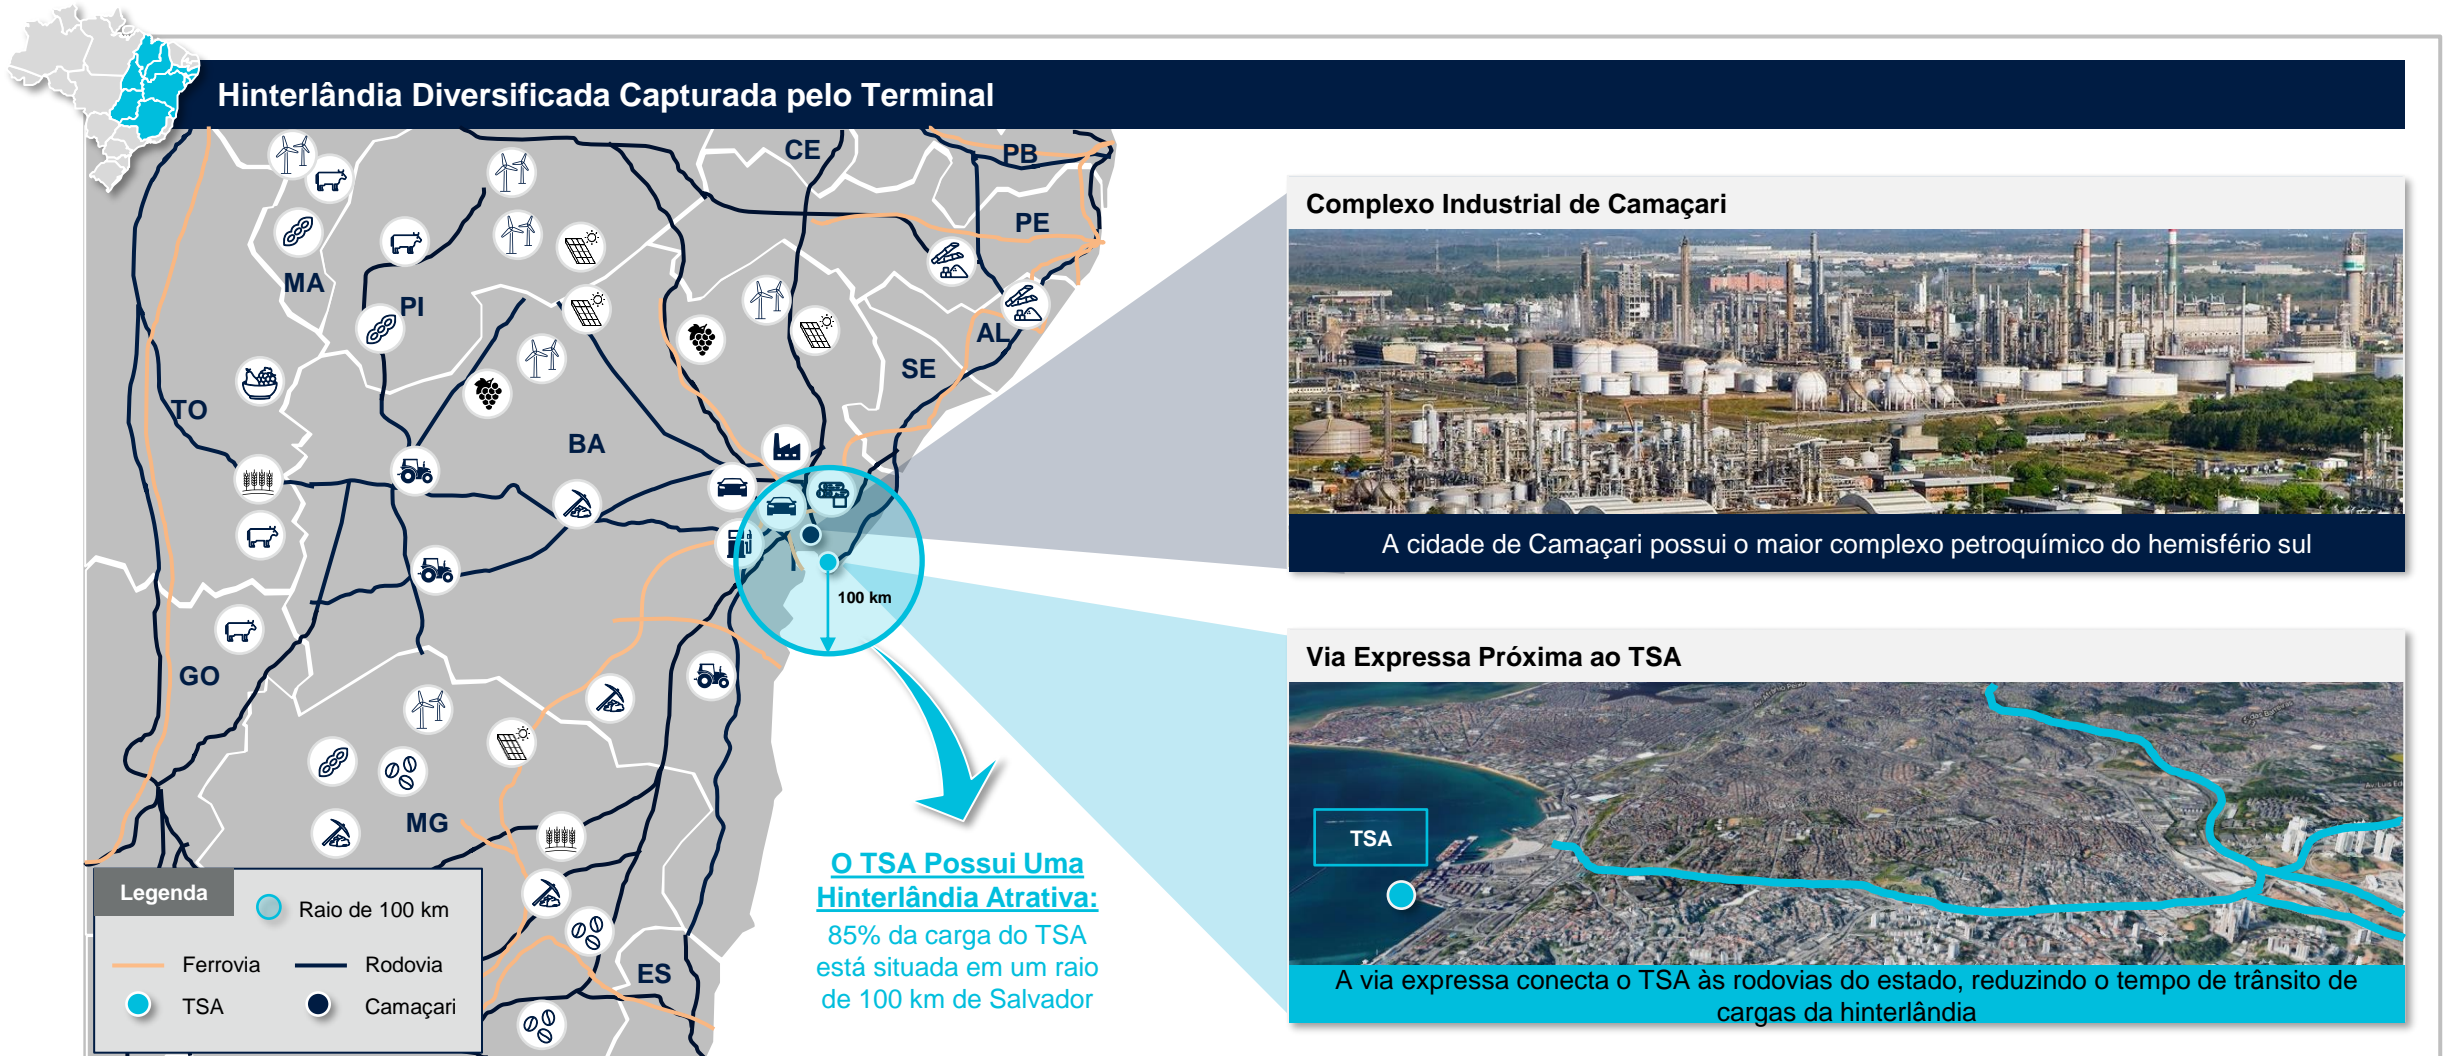 Hinterlândia Diversificada Capturada pelo Terminal
CE
PB
PE
MA
PI
AL
SE
TO
BA
100 km
GO
MG
ES
Legenda
Raio de 100 km
Ferrovia
Rodovia
TSA
Camaçari
O TSA Possui Uma
Hinterlândia Atrativa:
85% da carga do TSA
está situada em um raio
de 100 km de Salvador
Complexo Industrial de Camaçari
A cidade de Camaçari possui o maior complexo petroquímico do hemisfério sul
Via Expressa Próxima ao TSA
TSA
A via expressa conecta o TSA às rodovias do estado, reduzindo o tempo de trânsito de
cargas da hinterlândia